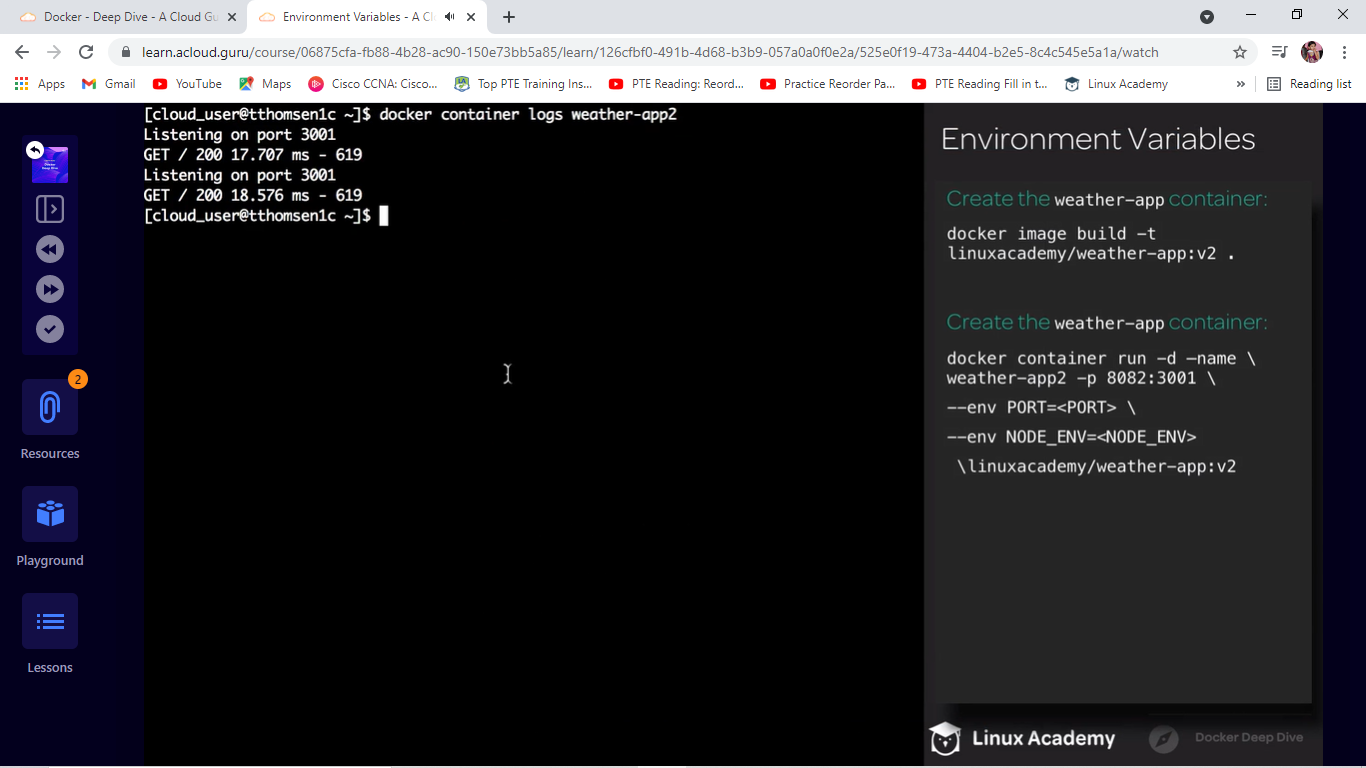 Docker - Deep Dive - A Cloud Gu
Environment Variables - A Cl
learn.acloud.guru/course/06875cfa-fb88-4b28-ac90-150e73bb5a85/learn/126cfbf0-491b-4d68-b3b9-057a0a0f0e2a/525e0f19-473a-4404-b2e5-8c4c545e5a1a/watch
Apps
Gmail
YouTube
Maps
Cisco CCNA: Cisco...
Top PTE Training Ins...
PTE Reading: Reord...
Practice Reorder Pa...
PTE Reading Fill in t...
Linux Academy
»
Reading list
Docker
Deep Dive
2
Resources
Playground
Lessons
[cloud_user@tthomsen1c ~]$ docker container logs weather-app2
Listening on port 3001
GET / 200 17.707 ms - 619
Listening on port 3001
GET / 200 18.576 ms - 619
[cloud_user@tthomsen1c ~]$
Environment Variables
Create the weather-app container:
docker image build -t
linuxacademy/weather-app:v2 .
Create the weather-app container:
docker container run -d –name \
weather-app2 -p 8082:3001 \
--env PORT=<PORT> \
--env NODE_ENV=<NODE_ENV>
\linuxacademy/weather-app:v2
Linux Academy
Docker Deep Dive